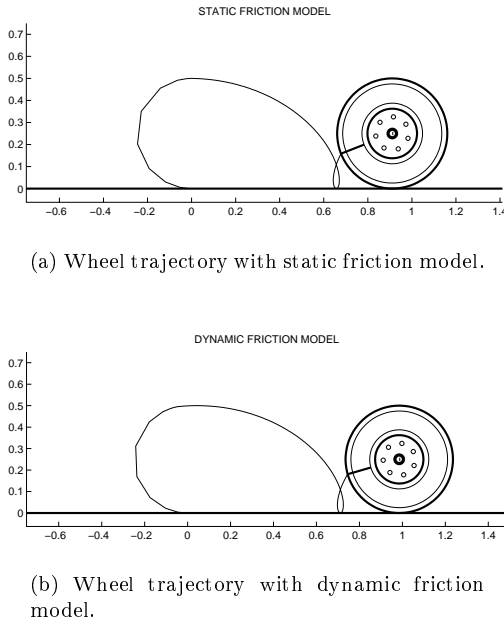 STATIC FRICTION MODEL
0.7
0.6
0.5
0.4
0.3
0.2
0.1
0
−0.6 −0.4 −0.2 0 0.2 0.4 0.6 0.8 1 1.2 1.4
(a) Wheel trajectory with static friction model.
DYNAMIC FRICTION MODEL
0.7
0.6
0.5
0.4
0.3
0.2
0.1
0
−0.6 −0.4 −0.2 0 0.2 0.4 0.6 0.8 1 1.2 1.4
(b) Wheel trajectory with dynamic friction
model.